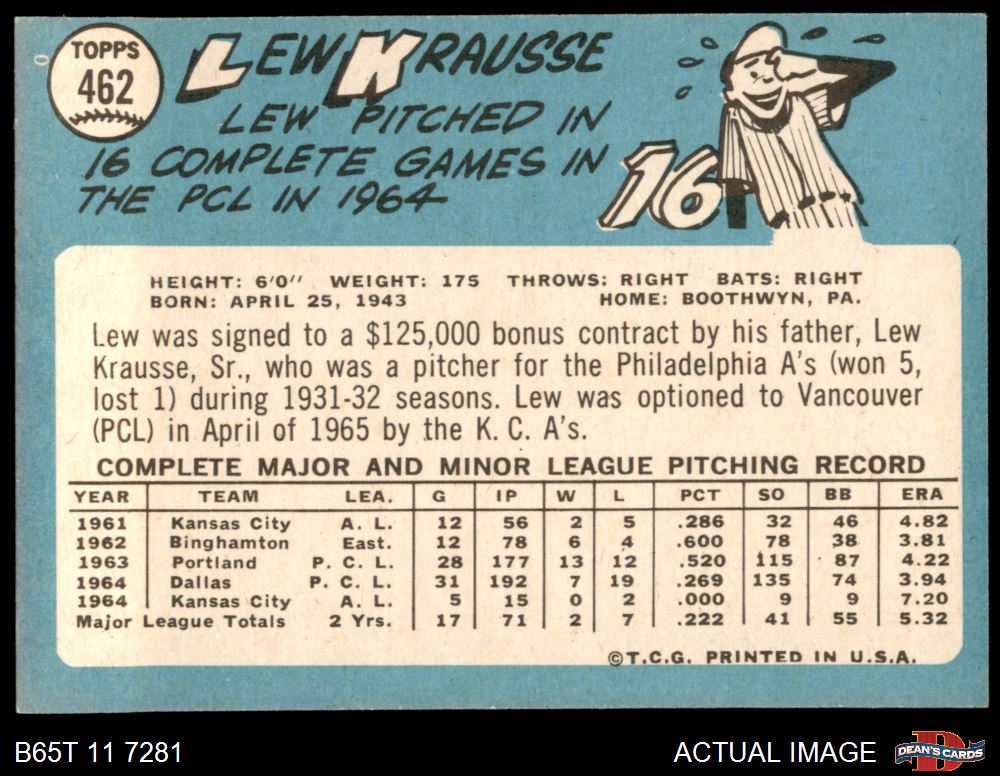 TOPPS
462
LEW KRAUSSE
LEW PITCHED IN
16 COMPLETE GAMES IN
THE PCL IN 1964
16
HEIGHT: 6'0" WEIGHT: 175 THROWS: RIGHT BATS: RIGHT
BORN: APRIL 25, 1943 HOME: BOOTHWYN, PA.
Lew was signed to a $125,000 bonus contract by his father, Lew
Krausse, Sr., who was a pitcher for the Philadelphia A's (won 5,
lost 1) during 1931-32 seasons. Lew was optioned to Vancouver
(PCL) in April of 1965 by the K. C. A's.
COMPLETE MAJOR AND MINOR LEAGUE PITCHING RECORD
YEAR TEAM LEA. G IP W L PCT SO BB ERA
1961 Kansas City A. L. 12 56 2 5 .286 32 46 4.82
1962 Binghamton East. 12 78 6 4 .600 78 38 3.81
1963 Portland P. C. L. 28 177 13 12 .520 115 87 4.22
1964 Dallas P. C. L. 31 192 7 19 .269 135 74 3.94
1964 Kansas City A. L. 5 15 0 2 .000 9 9 7.20
Major League Totals 2 Yrs. 17 71 2 7 .222 41 55 5.32
©T.C.G. PRINTED IN U.S.A.
B65T 11 7281 ACTUAL IMAGE DEAN'S CARDS